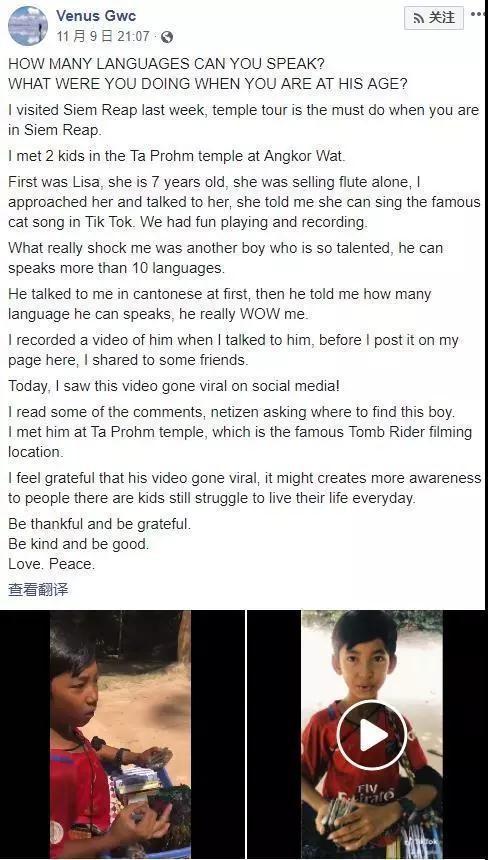 Venus Gwc
关注
11 月 9 日 21:07
HOW MANY LANGUAGES CAN YOU SPEAK?
WHAT WERE YOU DOING WHEN YOU ARE AT HIS AGE?
I visited Siem Reap last week, temple tour is the must do when you are
in Siem Reap.
I met 2 kids in the Ta Prohm temple at Angkor Wat.
First was Lisa, she is 7 years old, she was selling flute alone, I
approached her and talked to her, she told me she can sing the famous
cat song in Tik Tok. We had fun playing and recording.
What really shock me was another boy who is so talented, he can
speaks more than 10 languages.
He talked to me in cantonese at first, then he told me how many
language he can speaks, he really WOW me.
I recorded a video of him when I talked to him, before I post it on my
page here, I shared to some friends.
Today, I saw this video gone viral on social media!
I read some of the comments, netizen asking where to find this boy.
I met him at Ta Prohm temple, which is the famous Tomb Rider filming
location.
I feel grateful that his video gone viral, it might creates more awareness
to people there are kids still struggle to live their life everyday.
Be thankful and be grateful.
Be kind and be good.
Love. Peace.
查看翻译
Fly
Emirates
TikTok